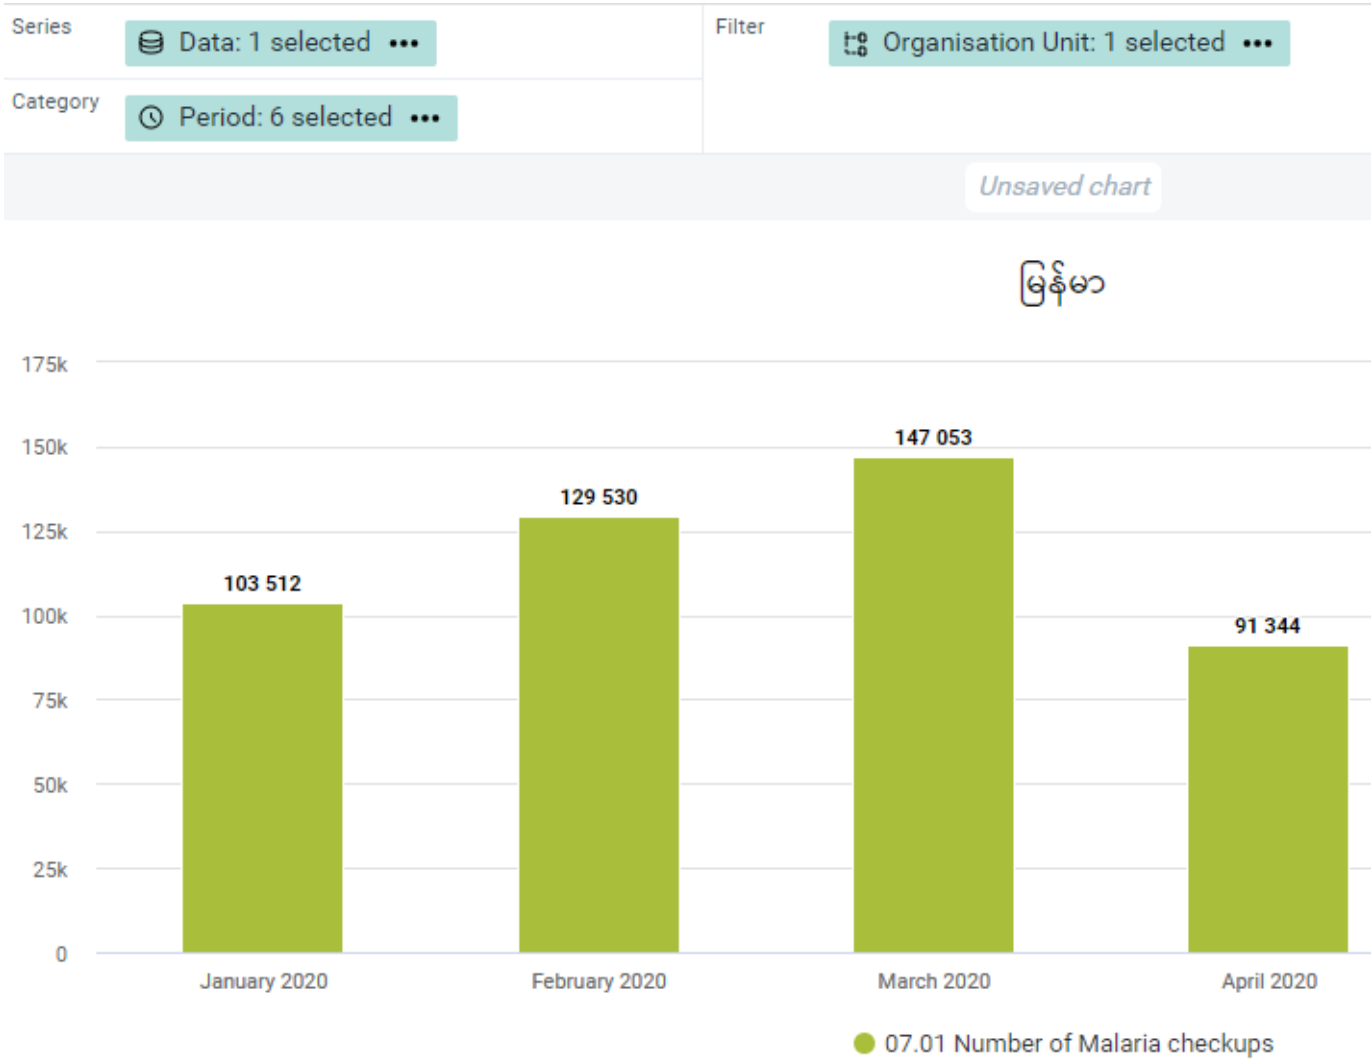 Series
Data: 1 selected •••
Filter
Organisation Unit: 1 selected •••
Category
Period: 6 selected •••
Unsaved chart
မြန်မာ
175k
150k
125k
100k
75k
50k
25k
0
103 512
129 530
147 053
91 344
January 2020
February 2020
March 2020
April 2020
07.01 Number of Malaria checkups